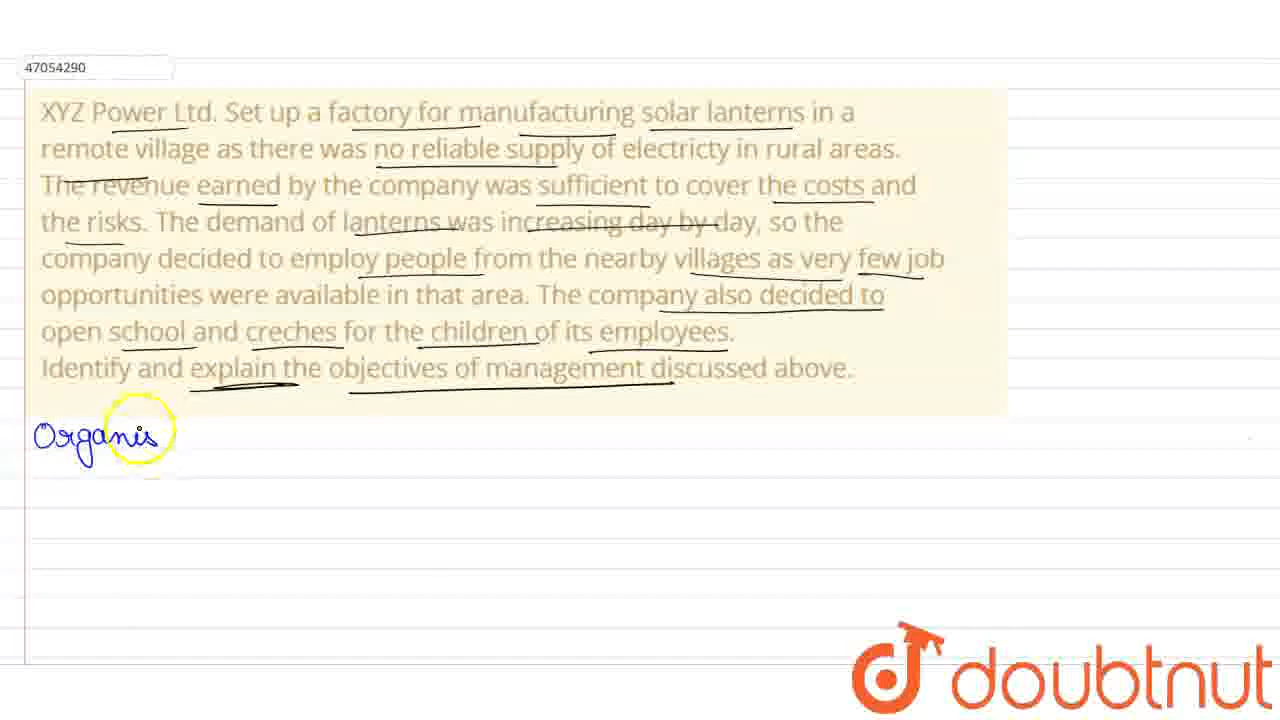 47054290
XYZ Power Ltd. Set up a factory for manufacturing solar lanterns in a
remote village as there was no reliable supply of electricty in rural areas.
The revenue earned by the company was sufficient to cover the costs and
the risks. The demand of lanterns was increasing day by day, so the
company decided to employ people from the nearby villages as very few job
opportunities were available in that area. The company also decided to
open school and creches for the children of its employees.
Identify and explain the objectives of management discussed above.
Organis
doubtnut